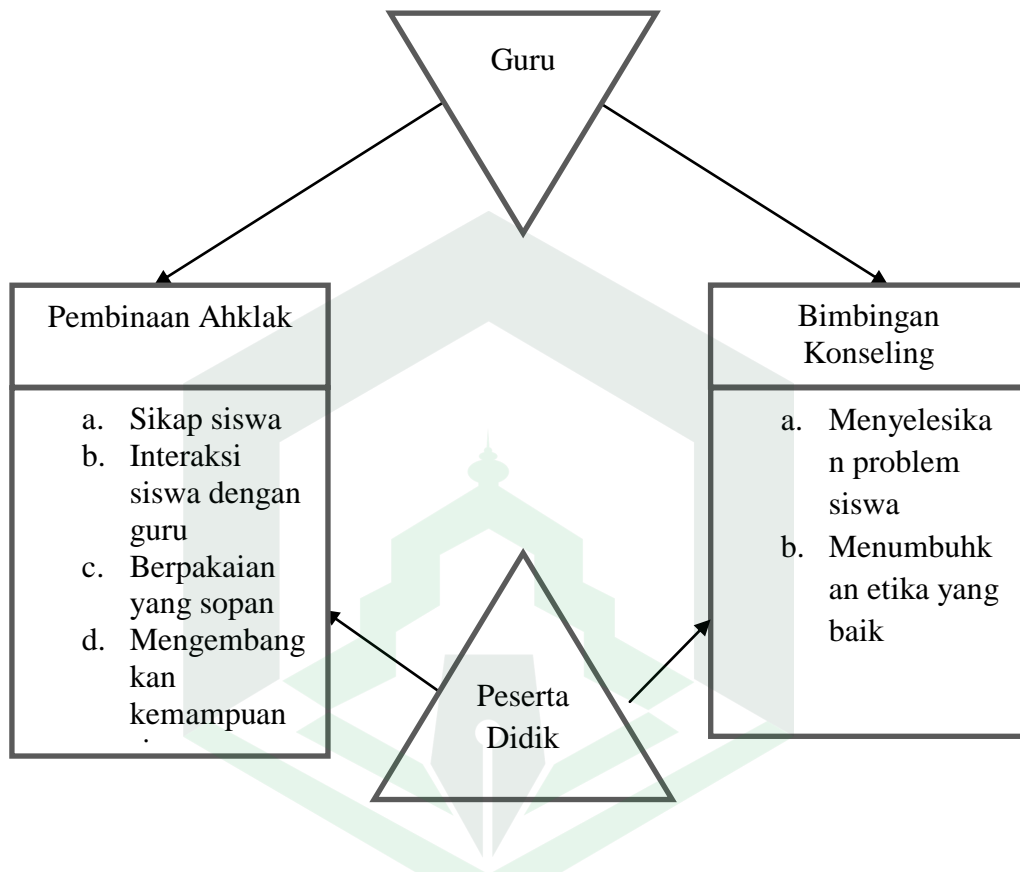 Guru
Pembinaan Ahklak
a. Sikap siswa
b. Interaksi
siswa dengan
guru
c. Berpakaian
yang sopan
d. Mengembang
kan
kemampuan
Bimbingan
Konseling
a. Menyelesika
n problem
siswa
b. Menumbuhk
an etika yang
baik
Peserta
Didik